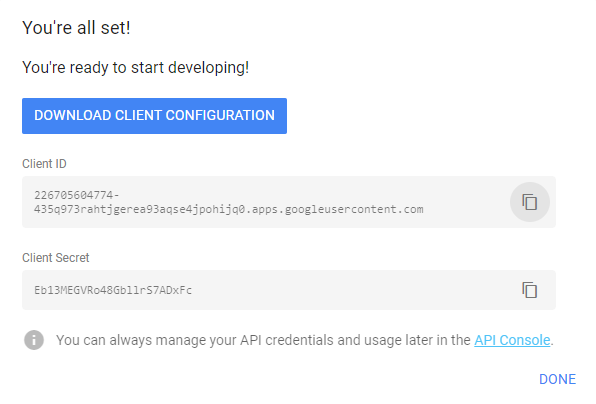 You're all set!
You're ready to start developing!
DOWNLOAD CLIENT CONFIGURATION
Client ID
226705604774-
435q973rahtjgerea93aqse4jpohijq0.apps.googleusercontent.com
Client Secret
Eb13MEGVRo48Gb1lrS7ADxFc
You can always manage your API credentials and usage later in the API Console.
DONE